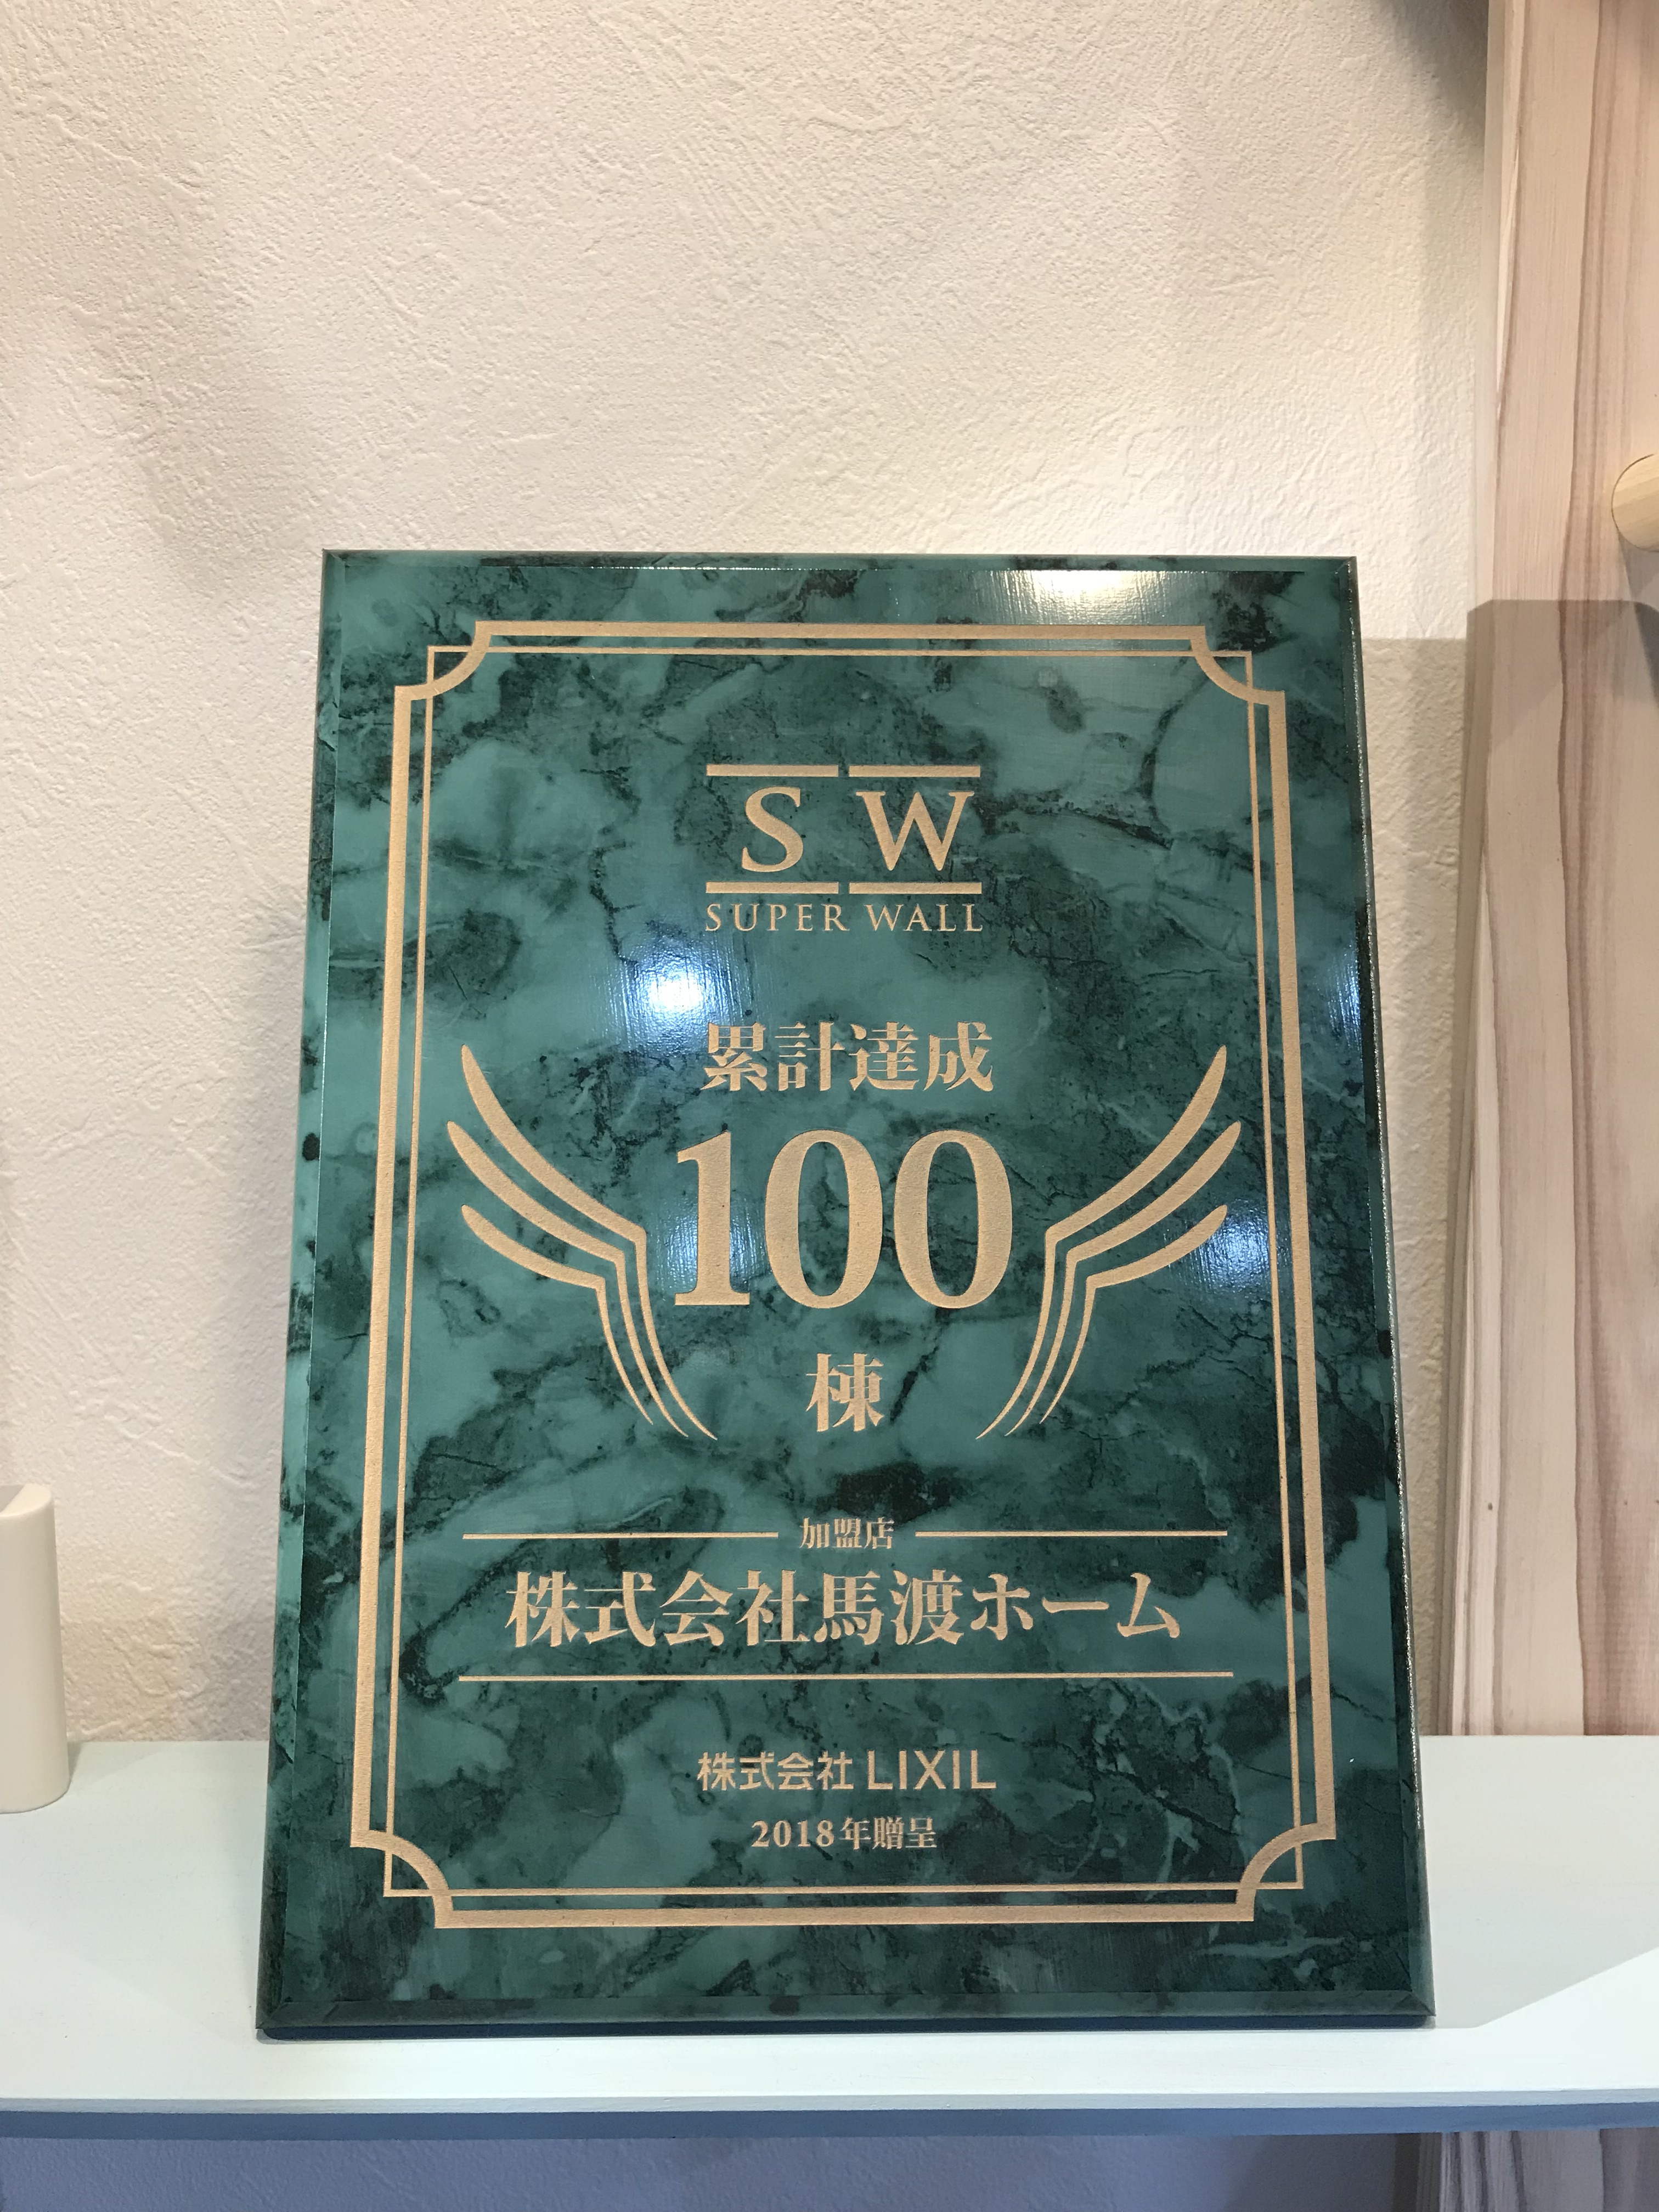 SW
SUPER WALL
累計達成
100
棟
加盟店
株式会社馬渡ホーム
株式会社 LIXIL
2018年贈呈